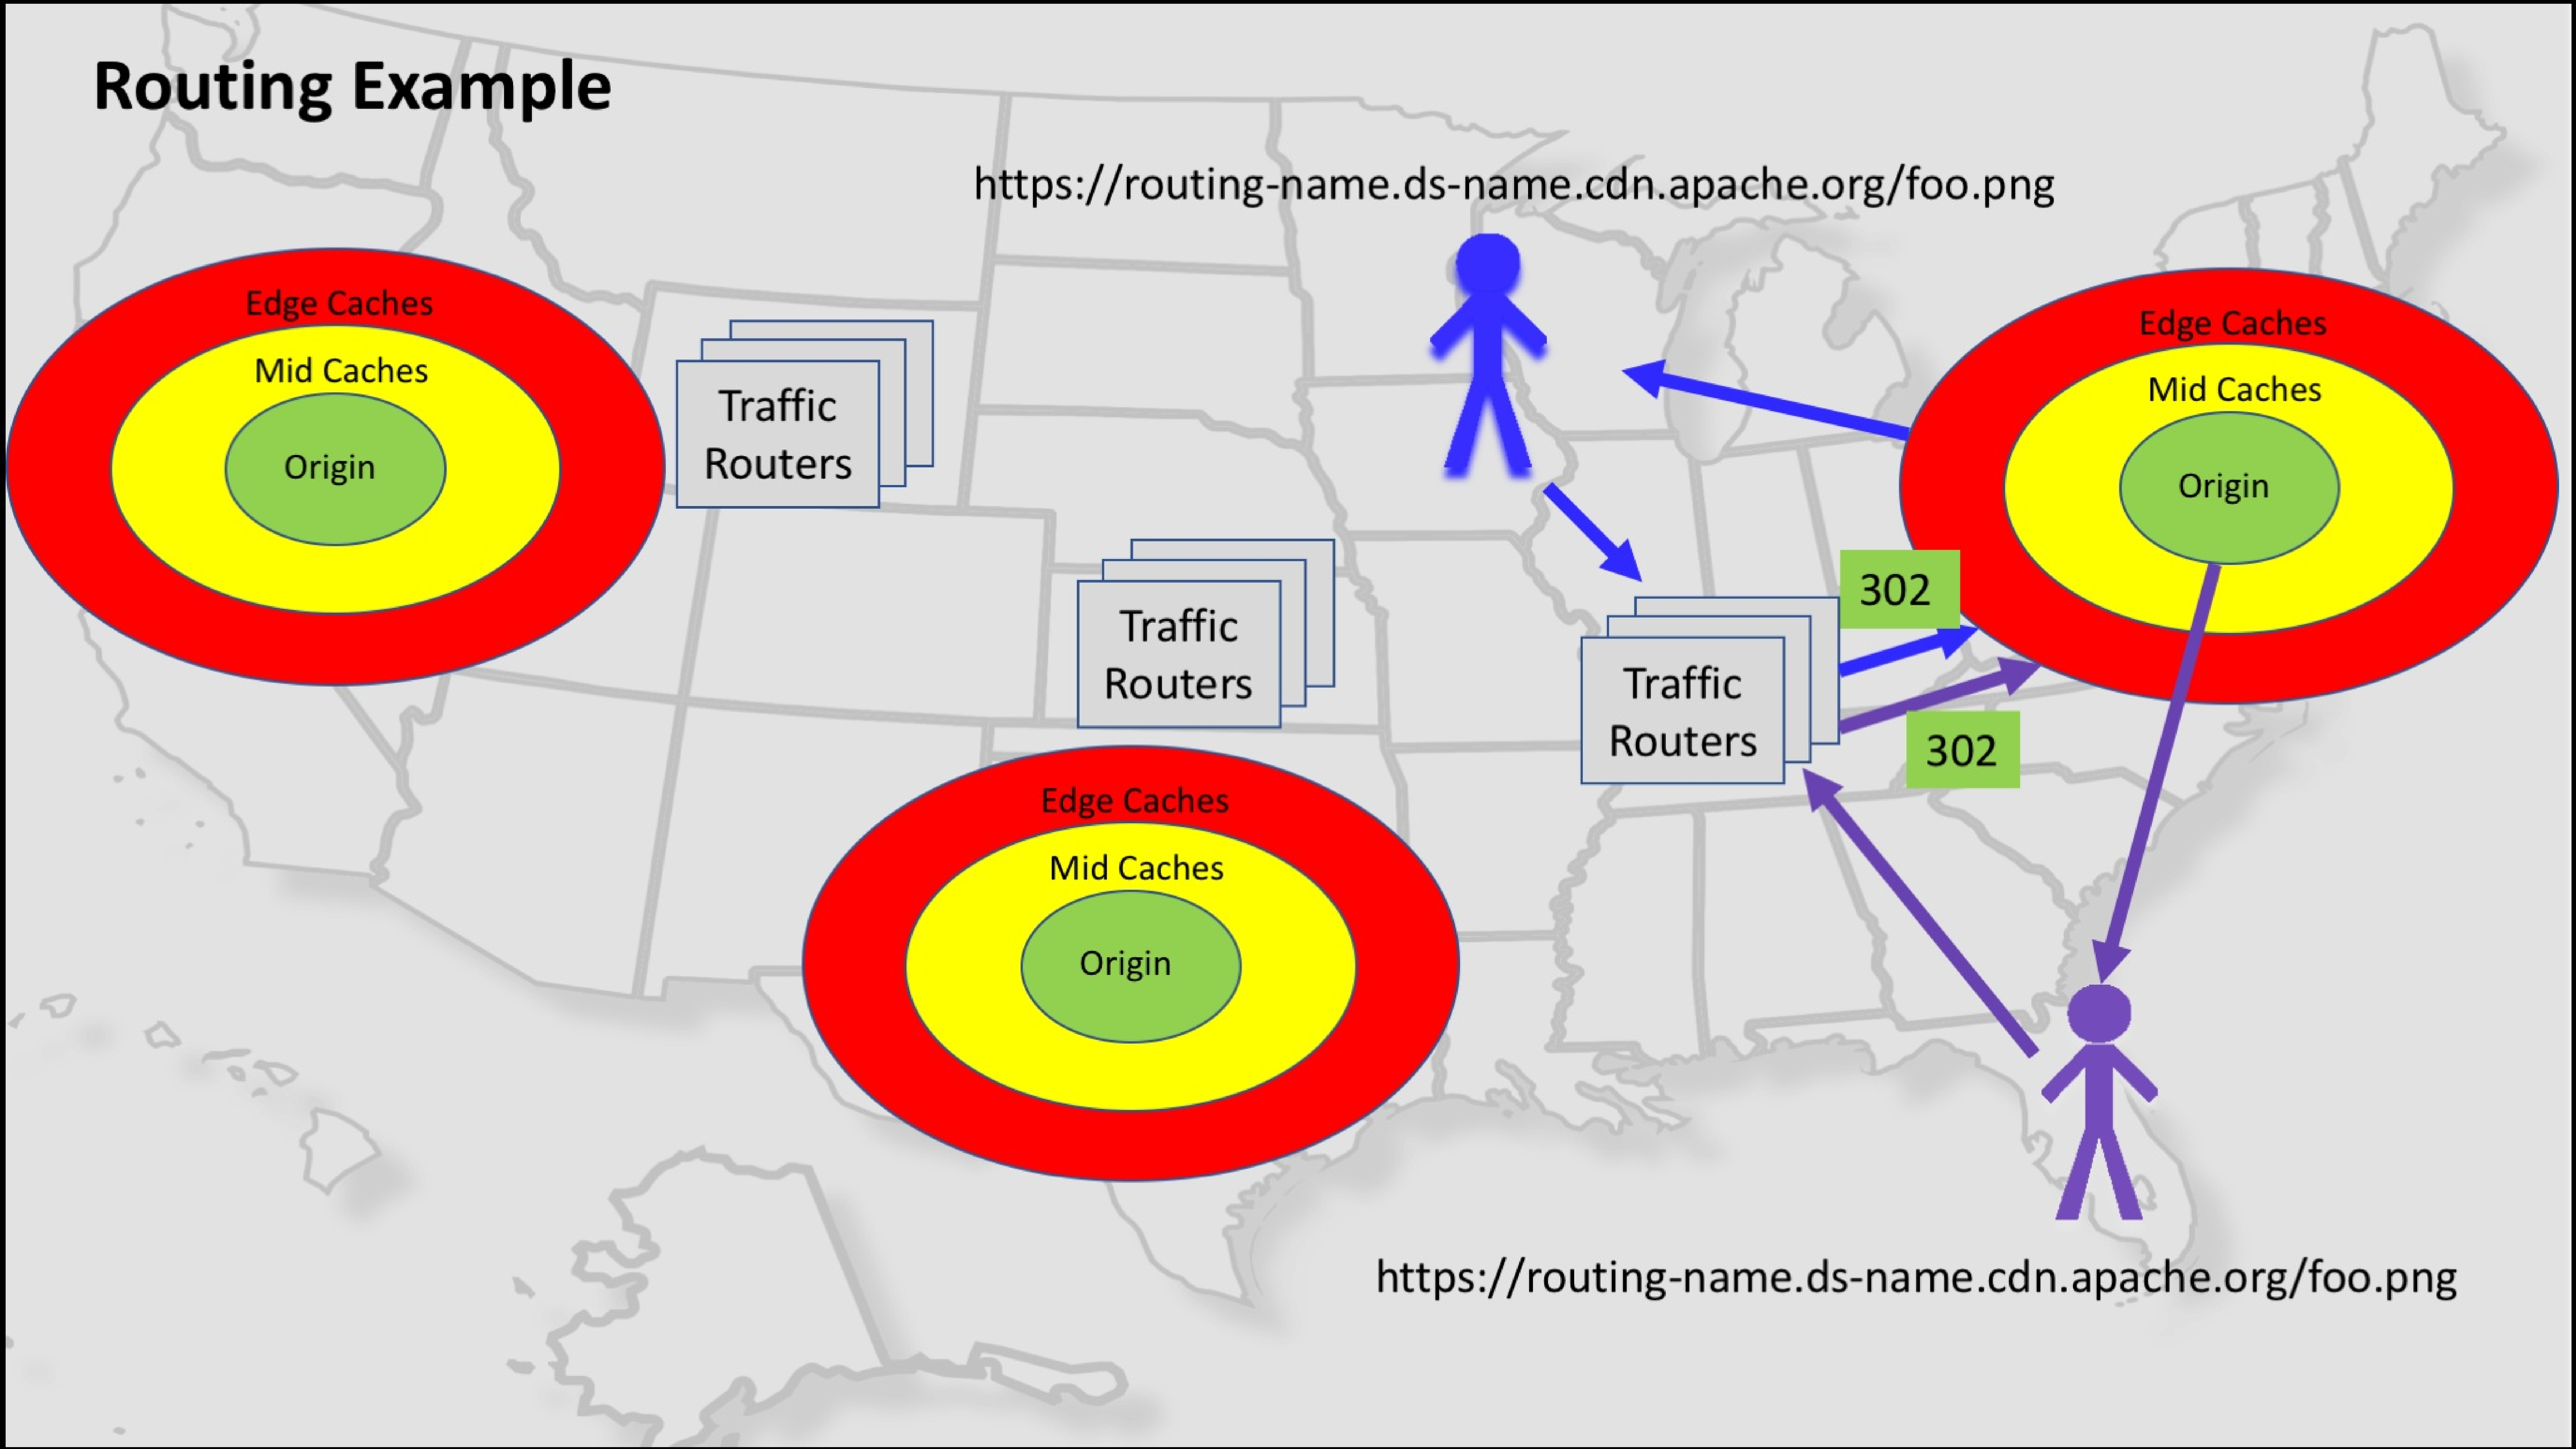 Routing Example
https://routing-name.ds-name.cdn.apache.org/foo.png
Edge Caches
Mid Caches
Origin
Traffic
Routers
Edge Caches
Mid Caches
Origin
Traffic
Routers
302
Traffic
Routers
302
Edge Caches
Mid Caches
Origin
https://routing-name.ds-name.cdn.apache.org/foo.png